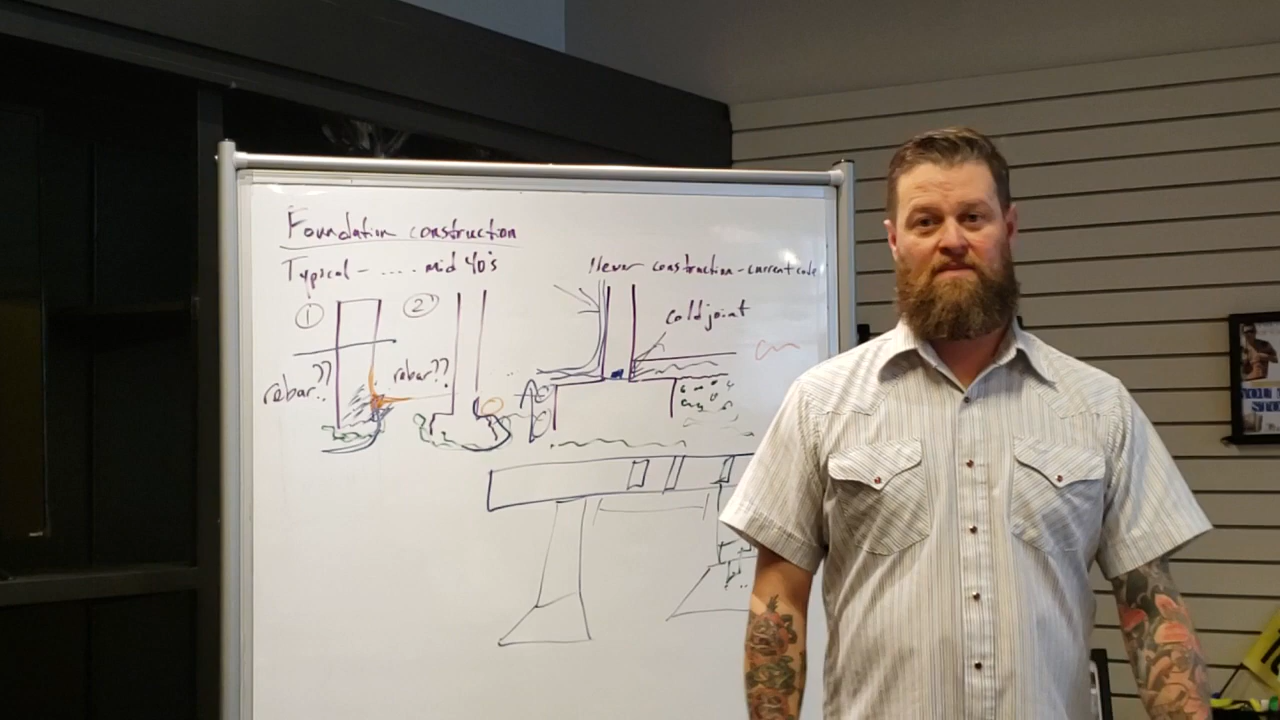 Foundation construction
Typical - .... mid 40's
Newer construction - current code
① ②
cold joint
rebar??
rebar??